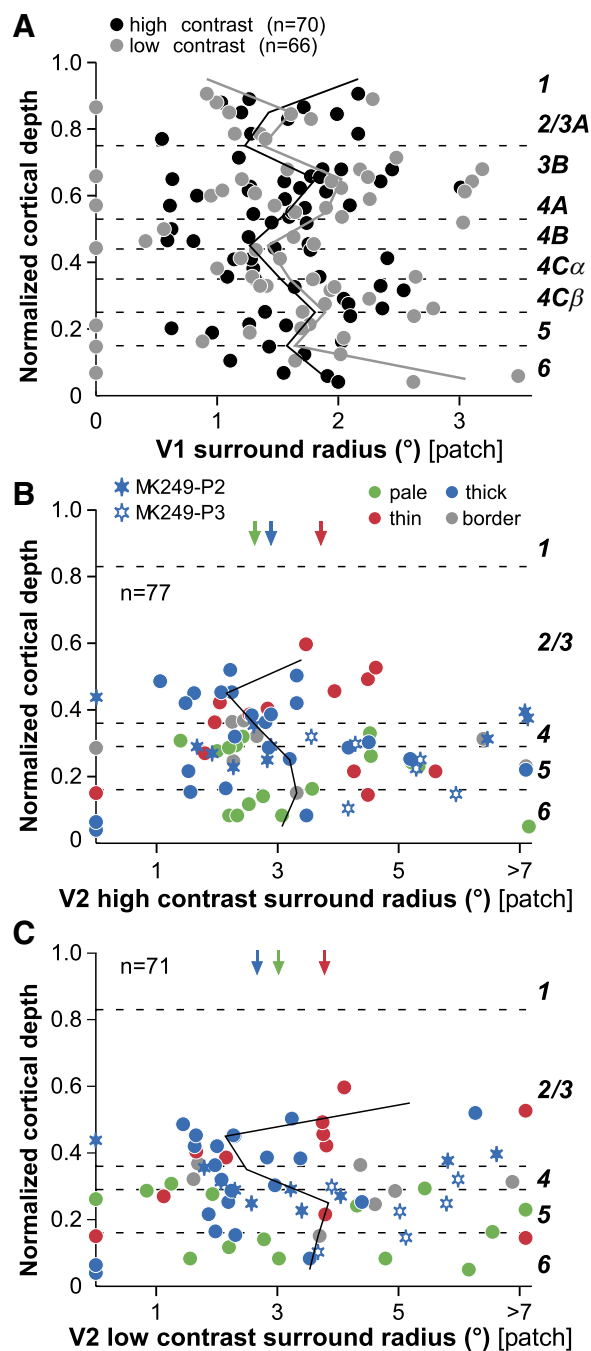 A
high contrast (n=70)
low contrast (n=66)
Normalized cortical depth
1.0
0.8
0.6
0.4
0.2
0
0 1 2 3
1
2/3A
3B
4A
4B
4Cα
4Cβ
5
6
V1 surround radius (°) [patch]
B
MK249-P2
MK249-P3
pale thick
thin border
n=77
Normalized cortical depth
1.0
0.8
0.6
0.4
0.2
0
1 3 5 >7
1
2/3
4
5
6
V2 high contrast surround radius (°) [patch]
C
n=71
Normalized cortical depth
1.0
0.8
0.6
0.4
0.2
0
1 3 5 >7
1
2/3
4
5
6
V2 low contrast surround radius (°) [patch]